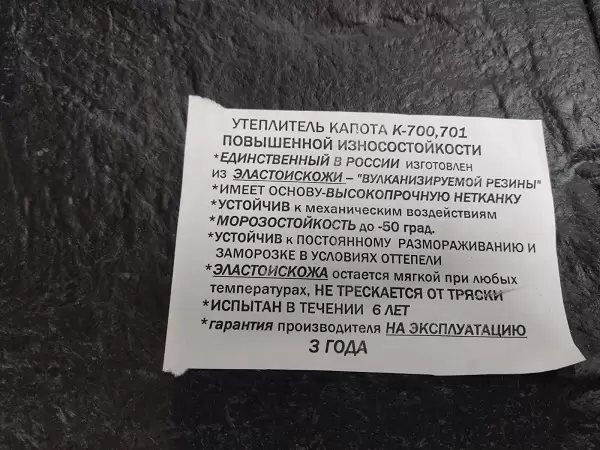 УТЕПЛИТЕЛЬ КАПОТА К-700,701
ПОВЫШЕННОЙ ИЗНОСОСТОЙКОСТИ
*ЕДИНСТВЕННЫЙ В РОССИИ ИЗГОТОВЛЕН
ИЗ ЭЛАСТОИСКОЖИ – "ВУЛКАНИЗИРУЕМОЙ РЕЗИНЫ"
*ИМЕЕТ ОСНОВУ-ВЫСОКОПРОЧНУЮ НЕТКАНКУ
*УСТОЙЧИВ к механическим воздействиям
*МОРОЗОСТОЙКОСТЬ до -50 град.
*УСТОЙЧИВ к ПОСТОЯННОМУ РАЗМОРАЖИВАНИЮ И
ЗАМОРОЗКЕ В УСЛОВИЯХ ОТТЕПЕЛИ
*ЭЛАСТОИСКОЖА остается мягкой при любых
температурах, НЕ ТРЕСКАЕТСЯ ОТ ТРЯСКИ
*ИСПЫТАН В ТЕЧЕНИИ 6 ЛЕТ
*гарантия производителя НА ЭКСПЛУАТАЦИЮ
3 ГОДА